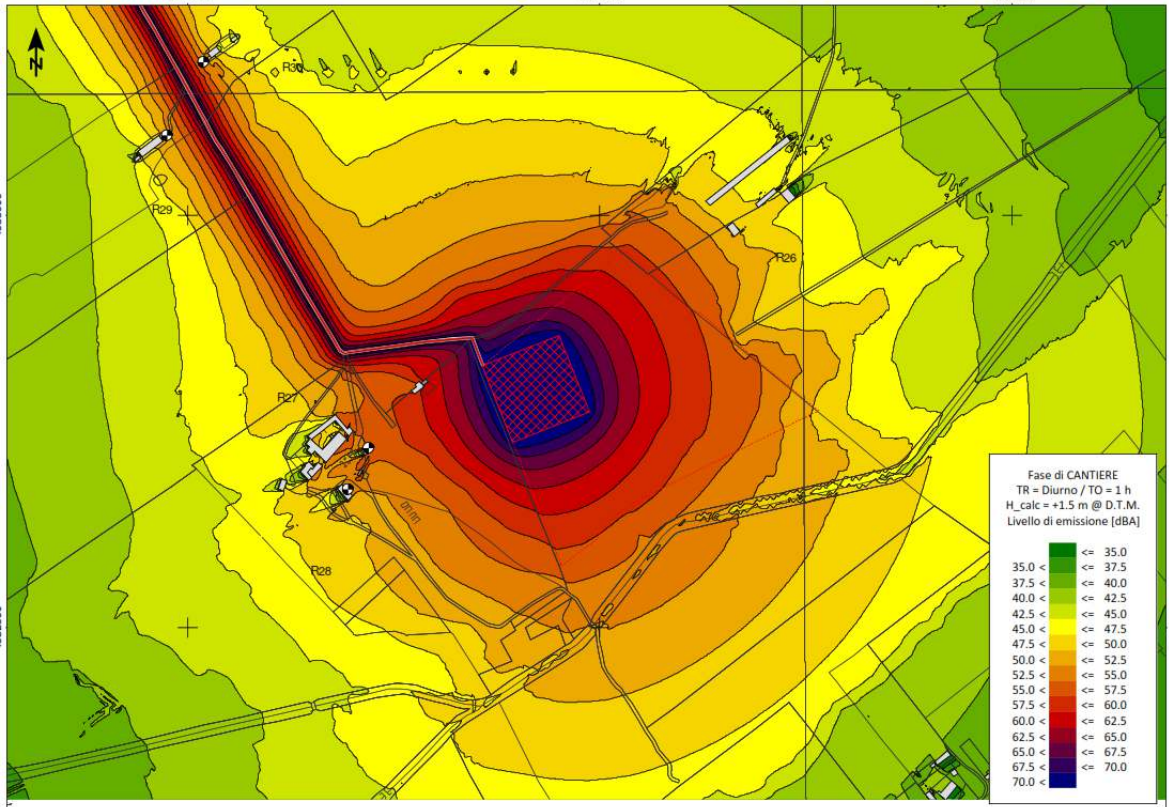 N
R30
R29
R26
R27
R28
Fase di CANTIERE
TR = Diurno / TO = 1 h
H_calc = +1.5 m @ D.T.M.
Livello di emissione [dBA]
<= 35.0
35.0 < <= 37.5
37.5 < <= 40.0
40.0 < <= 42.5
42.5 < <= 45.0
45.0 < <= 47.5
47.5 < <= 50.0
50.0 < <= 52.5
52.5 < <= 55.0
55.0 < <= 57.5
57.5 < <= 60.0
60.0 < <= 62.5
62.5 < <= 65.0
65.0 < <= 67.5
67.5 < <= 70.0
70.0 <